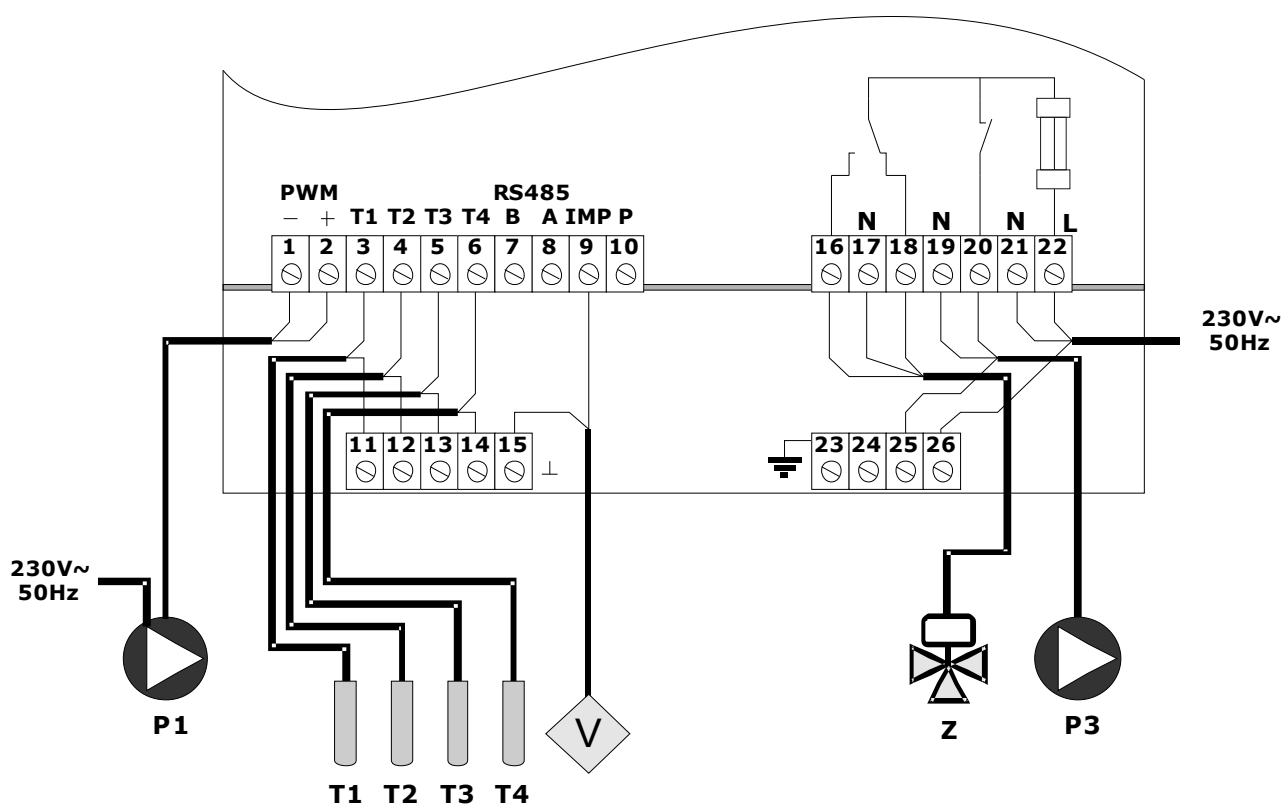 PWM RS485
− + T1 T2 T3 T4 B A IMP P N N N L
1 2 3 4 5 6 7 8 9 10 16 17 18 19 20 21 22
230V~
50Hz
11 12 13 14 15 ⊥ 23 24 25 26
230V~
50Hz
P1 V Z P3
T1 T2 T3 T4